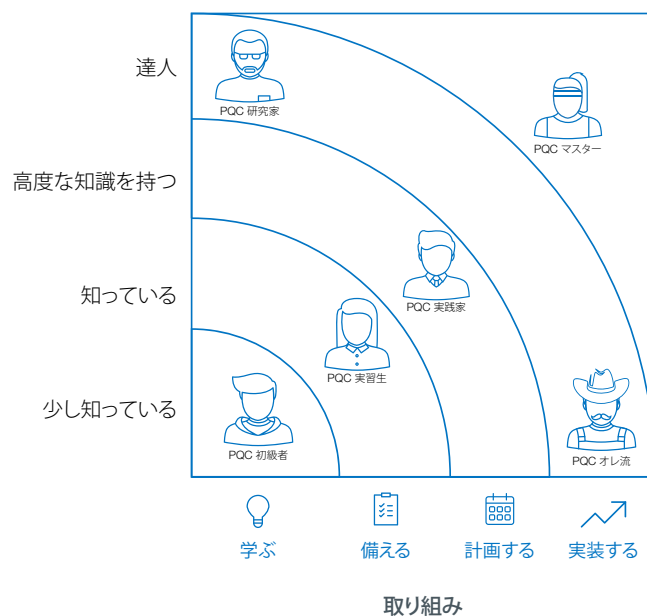 達人
PQC 研究家
PQC マスター
高度な知識を持つ
知っている
PQC 実践家
PQC 実習生
少し知っている
PQC 初級者
PQC オレ流
学ぶ
備える
計画する
実装する
取り組み